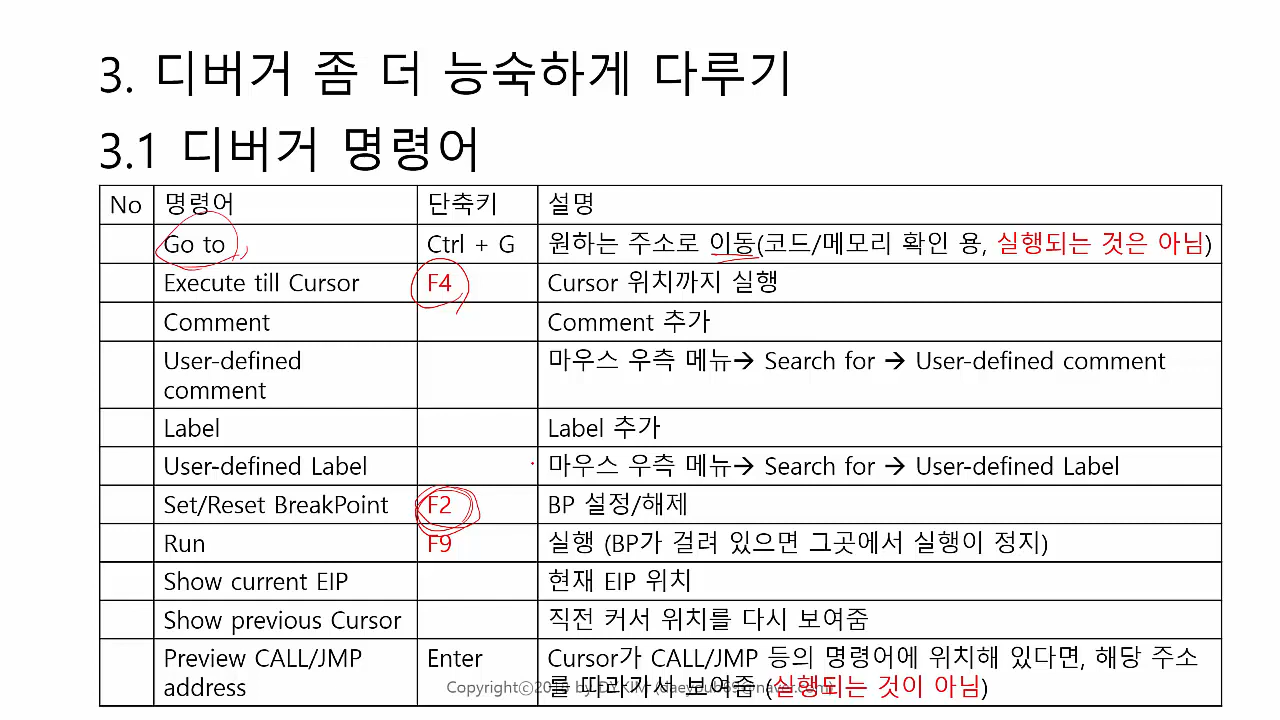 3. 디버거 좀 더 능숙하게 다루기
3.1 디버거 명령어
No 명령어 단축키 설명
Go to Ctrl + G 원하는 주소로 이동(코드/메모리 확인 용, 실행되는 것은 아님)
Execute till Cursor F4 Cursor 위치까지 실행
Comment Comment 추가
User-defined comment 마우스 우측 메뉴→ Search for → User-defined comment
Label Label 추가
User-defined Label 마우스 우측 메뉴→ Search for → User-defined Label
Set/Reset BreakPoint F2 BP 설정/해제
Run F9 실행 (BP가 걸려 있으면 그곳에서 실행이 정지)
Show current EIP 현재 EIP 위치
Show previous Cursor 직전 커서 위치를 다시 보여줌
Preview CALL/JMP Enter Cursor가 CALL/JMP 등의 명령어에 위치해 있다면, 해당 주소
address 를 따라가서 보여줌 (실행되는 것이 아님)
Copyrightⓒ by